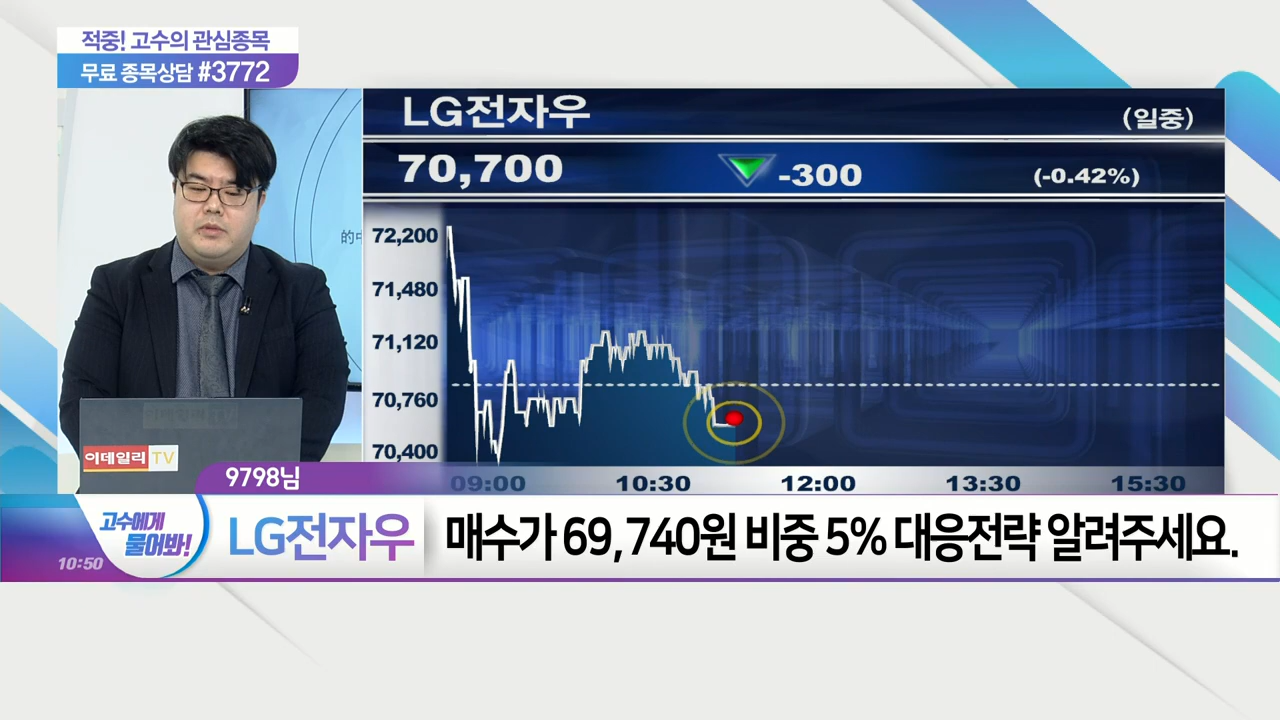 적중! 고수의 관심종목
무료 종목상담 #3772
LG전자우
(일중)
70,700
-300
(-0.42%)
72,200
71,480
71,120
70,760
70,400
09:00 10:30 12:00 13:30 15:30
이데일리 TV
9798님
고수에게
물어봐!
10:50
LG전자우
매수가 69,740원 비중 5% 대응전략 알려주세요.